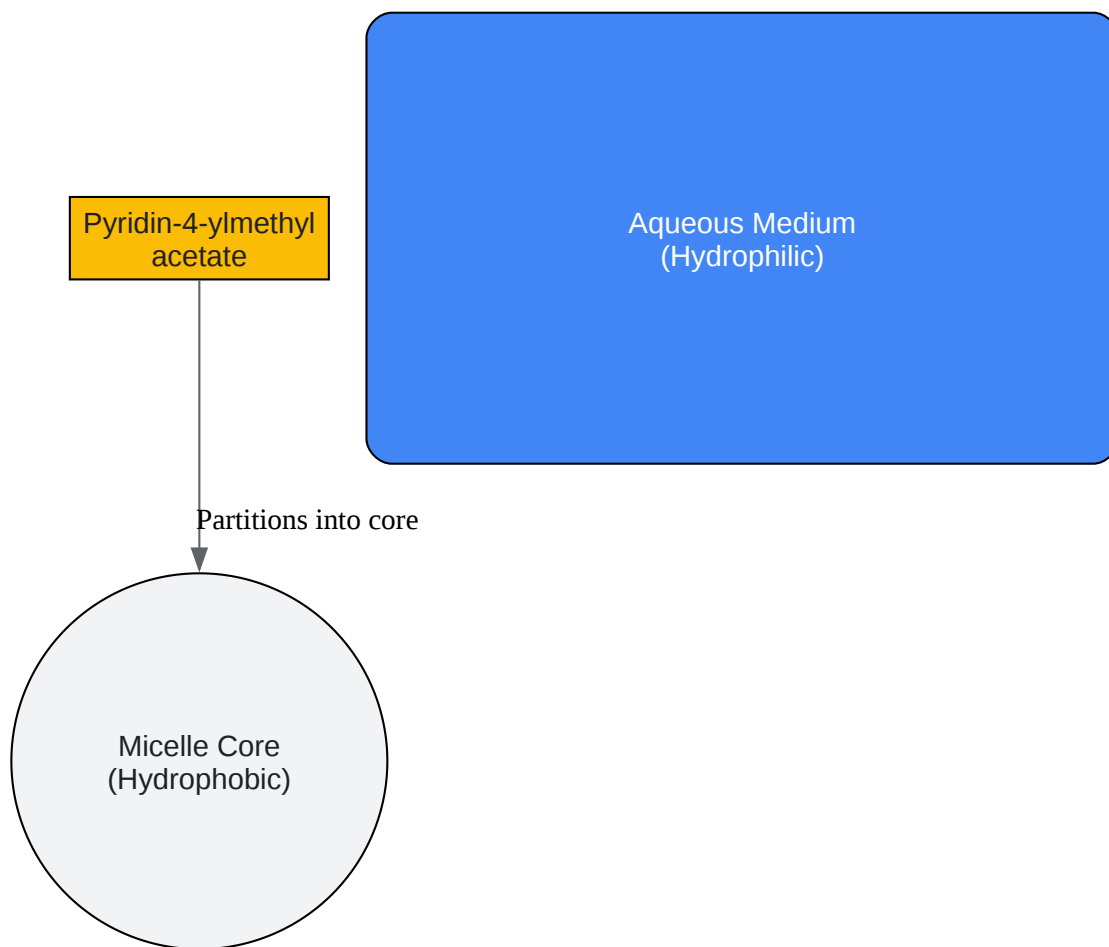 Pyridin-4-ylmethyl
acetate
Aqueous Medium
(Hydrophilic)
Partitions into core
Micelle Core
(Hydrophobic)